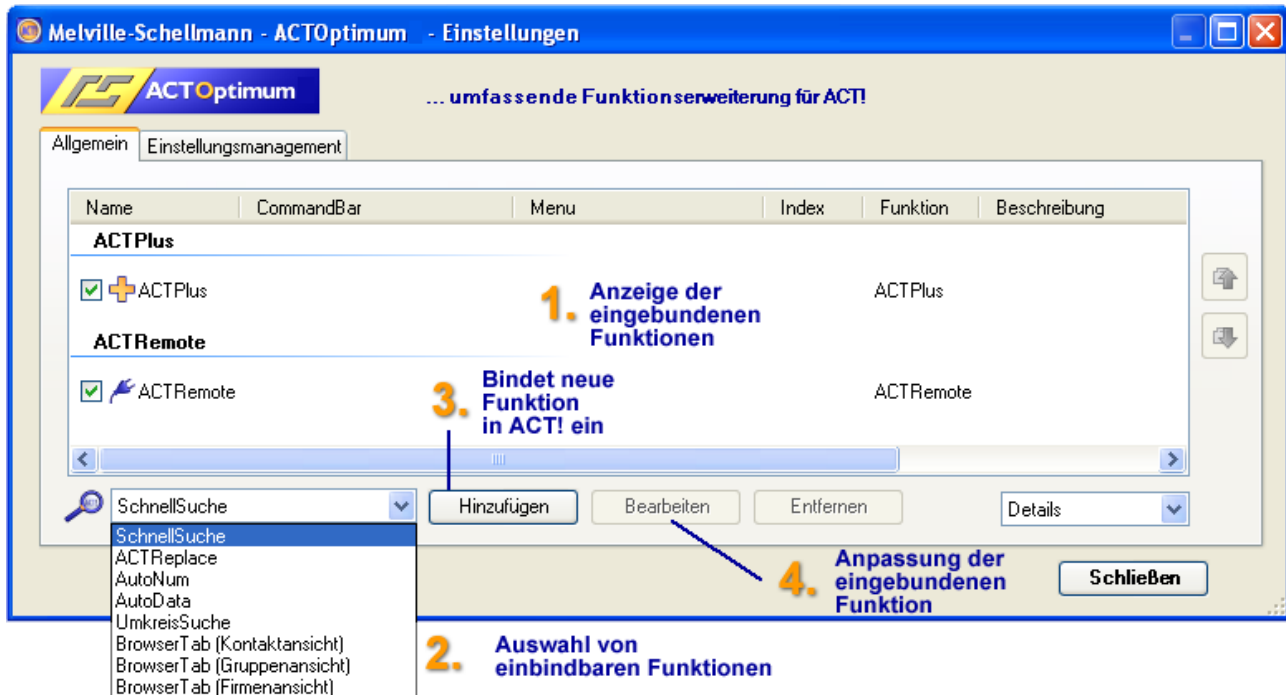 Melville-Schellmann - ACTOptimum - Einstellungen
ACTOptimum
... umfassende Funktionserweiterung für ACT!
Allgemein
Einstellungsmanagement
Name CommandBar Menu Index Funktion Beschreibung
ACTPlus
ACTPlus ACTPlus
1. Anzeige der
eingebundenen
Funktionen
ACTRemote
ACTRemote ACTRemote
3. Bindet neue
Funktion
in ACT! ein
SchnellSuche
Hinzufügen
Bearbeiten
Entfernen
Details
SchnellSuche
ACTReplace
AutoNum
AutoData
UmkreisSuche
BrowserTab (Kontaktansicht)
BrowserTab (Gruppenansicht)
BrowserTab (Firmenansicht)
4. Anpassung der
eingebundenen
Funktion
Schließen
2. Auswahl von
einbindbaren Funktionen